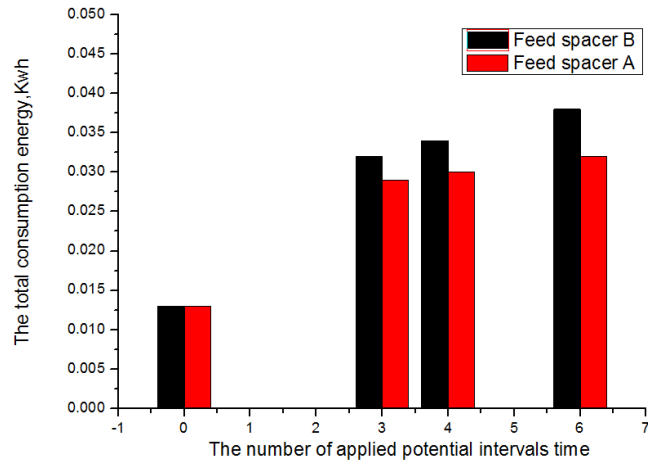 0.050
0.045
0.040
0.035
0.030
0.025
0.020
0.015
0.010
0.005
0.000
The total consumption energy,Kwh
Feed spacer B
Feed spacer A
-1 0 1 2 3 4 5 6 7
The number of applied potential intervals time